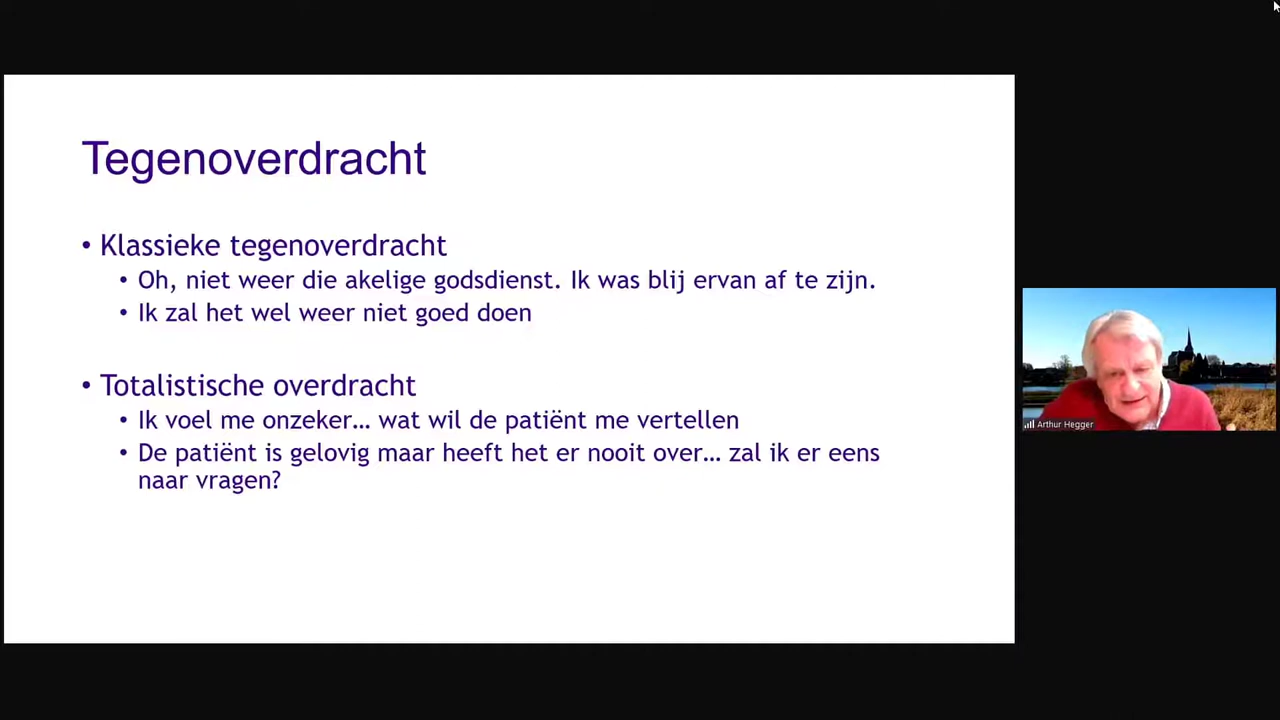 Tegenoverdracht
• Klassieke tegenoverdracht
• Oh, niet weer die akelige godsdienst. Ik was blij ervan af te zijn.
• Ik zal het wel weer niet goed doen
• Totalistische overdracht
• Ik voel me onzeker… wat wil de patiënt me vertellen
• De patiënt is gelovig maar heeft het er nooit over… zal ik er eens
naar vragen?
Arthur Hegger